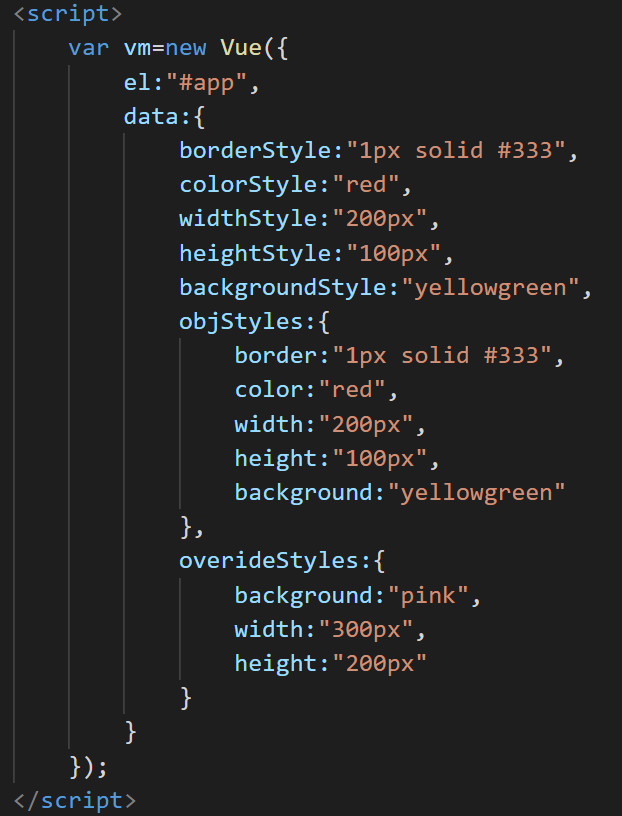 <script>
    var vm=new Vue({
        el:"#app",
        data:{
            borderStyle:"1px solid #333",
            colorStyle:"red",
            widthStyle:"200px",
            heightStyle:"100px",
            backgroundStyle:"yellowgreen",
            objStyles:{
                border:"1px solid #333",
                color:"red",
                width:"200px",
                height:"100px",
                background:"yellowgreen"
            },
            overideStyles:{
                background:"pink",
                width:"300px",
                height:"200px"
            }
        }
    });
</script>